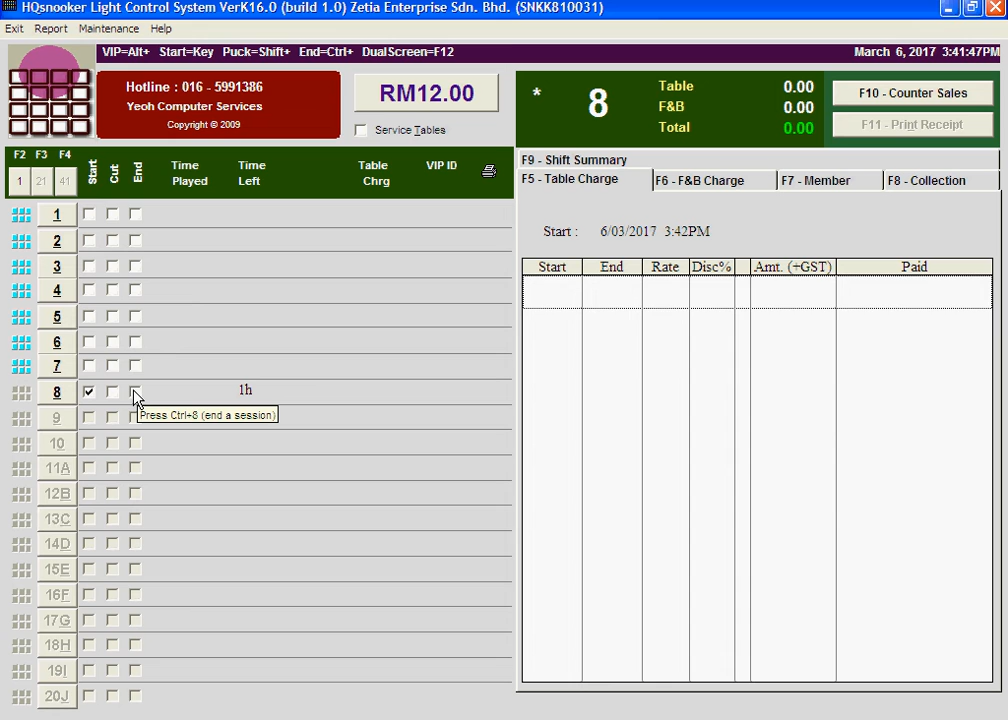 HQsnooker Light Control System VerK16.0 (build 1.0) Zetia Enterprise Sdn. Bhd. (SNKK810031)
Exit Report Maintenance Help
VIP=Alt+ Start=Key Puck=Shift+ End=Ctrl+ DualScreen=F12
March 6, 2017 3:41:47PM
Hotline : 016 - 5991386
Yeoh Computer Services
Copyright © 2009
RM12.00
Service Tables
* 8
Table 0.00
F&B 0.00
Total 0.00
F10 - Counter Sales
F11 - Print Receipt
F2 F3 F4
1 21 41
Start Cut End
Time Played
Time Left
Table Chrg
VIP ID
F9 - Shift Summary
F5 - Table Charge F6 - F&B Charge F7 - Member F8 - Collection
Start : 6/03/2017 3:42PM
Start End Rate Disc% Amt. (+GST) Paid
1
2
3
4
5
6
7
8 1h
Press Ctrl+8 (end a session)
9
10
11A
12B
13C
14D
15E
16F
17G
18H
19I
20J